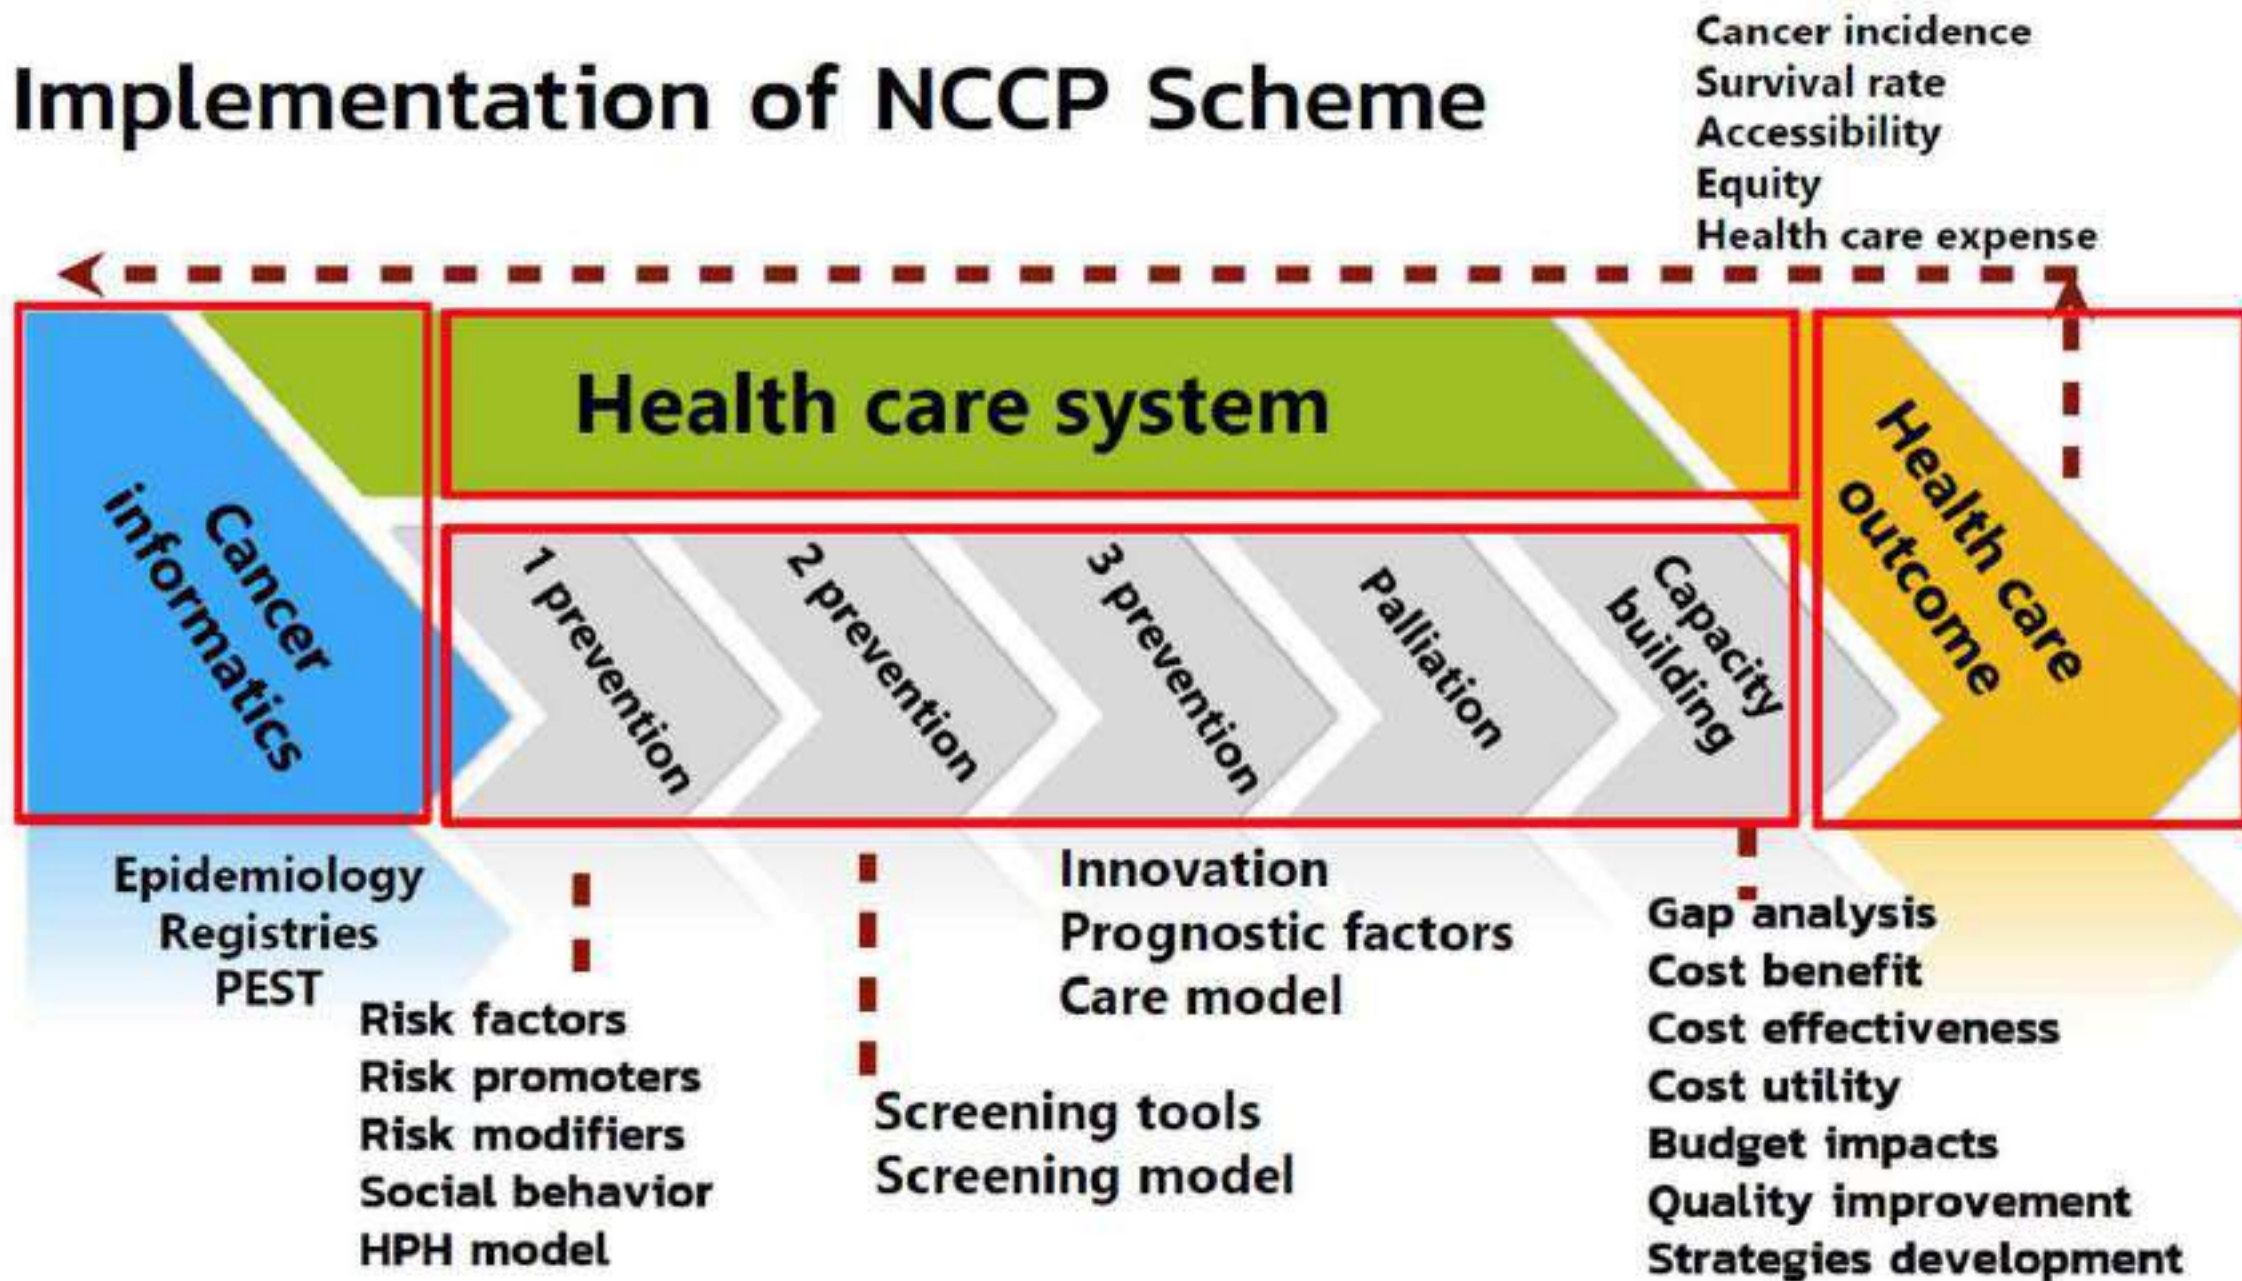 Implementation of NCCP Scheme
Cancer incidence
Survival rate
Accessibility
Equity
Health care expense
Cancer
informatics
Health care system
Health care
outcome
1 prevention
2 prevention
3 prevention
Palliation
Capacity
building
Epidemiology
Registries
PEST
Risk factors
Risk promoters
Risk modifiers
Social behavior
HPH model
Screening tools
Screening model
Innovation
Prognostic factors
Care model
Gap analysis
Cost benefit
Cost effectiveness
Cost utility
Budget impacts
Quality improvement
Strategies development